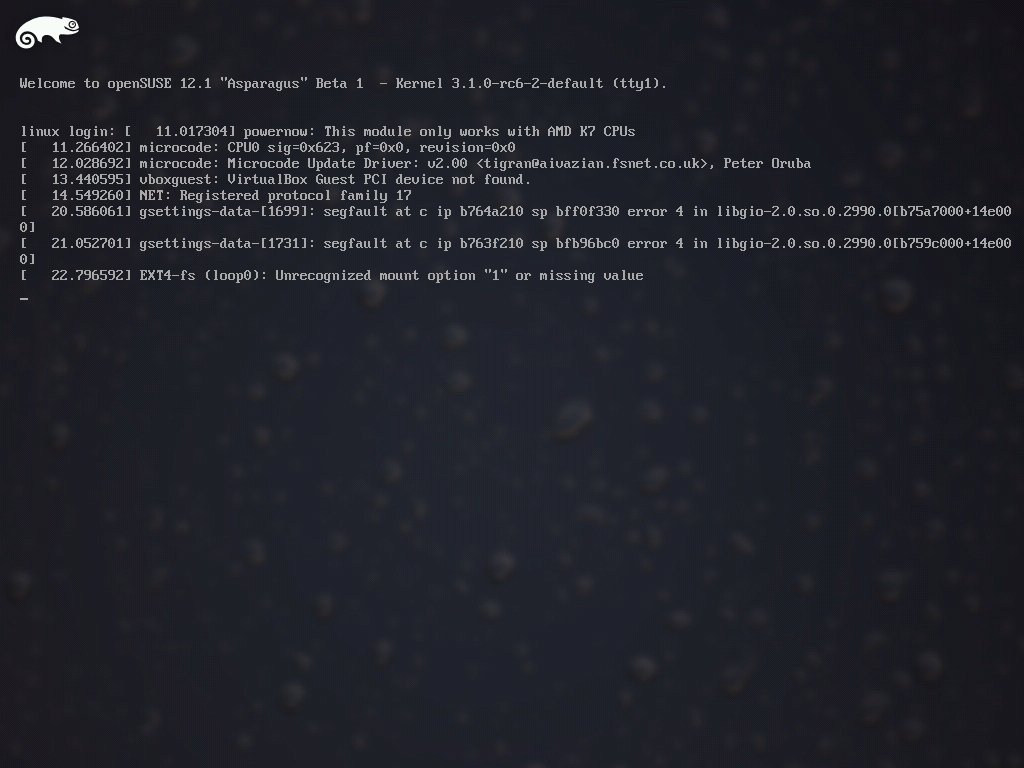 Welcome to openSUSE 12.1 "Asparagus" Beta 1  - Kernel 3.1.0-rc6-2-default (tty1).
linux login: [   11.017304] powernow: This module only works with AMD K7 CPUs
[   11.266402] microcode: CPU0 sig=0x623, pf=0x0, revision=0x0
[   12.028692] microcode: Microcode Update Driver: v2.00 <tigran@aivazian.fsnet.co.uk>, Peter Oruba
[   13.440595] vboxguest: VirtualBox Guest PCI device not found.
[   14.549260] NET: Registered protocol family 17
[   20.586061] gsettings-data-[1699]: segfault at c ip b764a210 sp bff0f330 error 4 in libgio-2.0.so.0.2990.0[b75a7000+14e00
0]
[   21.052701] gsettings-data-[1731]: segfault at c ip b763f210 sp bfb96bc0 error 4 in libgio-2.0.so.0.2990.0[b759c000+14e00
0]
[   22.796592] EXT4-fs (loop0): Unrecognized mount option "1" or missing value
_